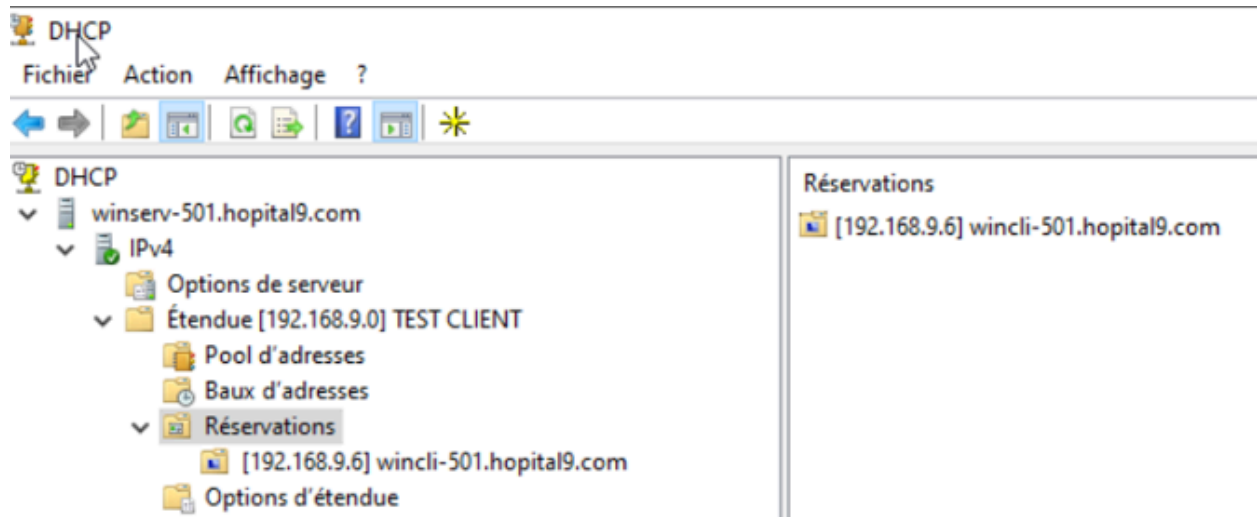 DHCP
Fichier Action Affichage ?
DHCP
winserv-501.hopital9.com
IPv4
Options de serveur
Étendue [192.168.9.0] TEST CLIENT
Pool d'adresses
Baux d'adresses
Réservations
[192.168.9.6] wincli-501.hopital9.com
Options d'étendue
Réservations
[192.168.9.6] wincli-501.hopital9.com